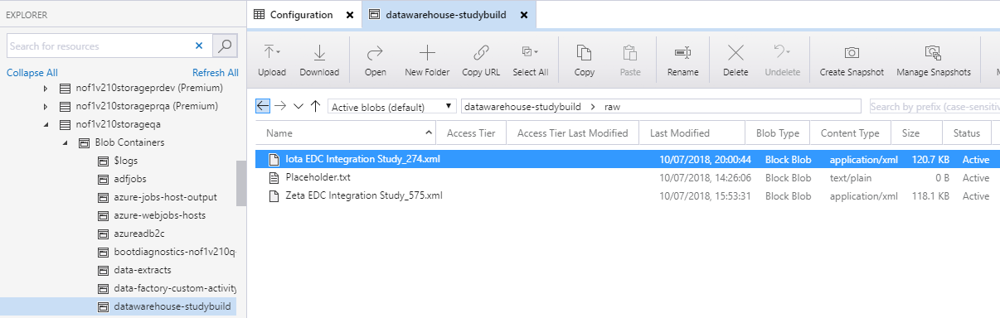 EXPLORER
Search for resources
Collapse All Refresh All
nof1v210storageprdev (Premium)
nof1v210storageprqa (Premium)
nof1v210storageqa
Blob Containers
$logs
adfjobs
azure-jobs-host-output
azure-webjobs-hosts
azureadb2c
bootdiagnostics-nof1v210q
data-extracts
data-factory-custom-activity
datawarehouse-studybuild
Configuration datawarehouse-studybuild
Upload Download Open New Folder Copy URL Select All Copy Paste Rename Delete Undelete Create Snapshot Manage Snapshots M
Active blobs (default) datawarehouse-studybuild raw Search by prefix (case-sensitiv
Name Access Tier Access Tier Last Modified Last Modified Blob Type Content Type Size Status
Iota EDC Integration Study_274.xml 10/07/2018, 20:00:44 Block Blob application/xml 120.7 KB Active
Placeholder.txt 10/07/2018, 14:26:06 Block Blob text/plain 0 B Active
Zeta EDC Integration Study_575.xml 10/07/2018, 15:53:31 Block Blob application/xml 118.1 KB Active